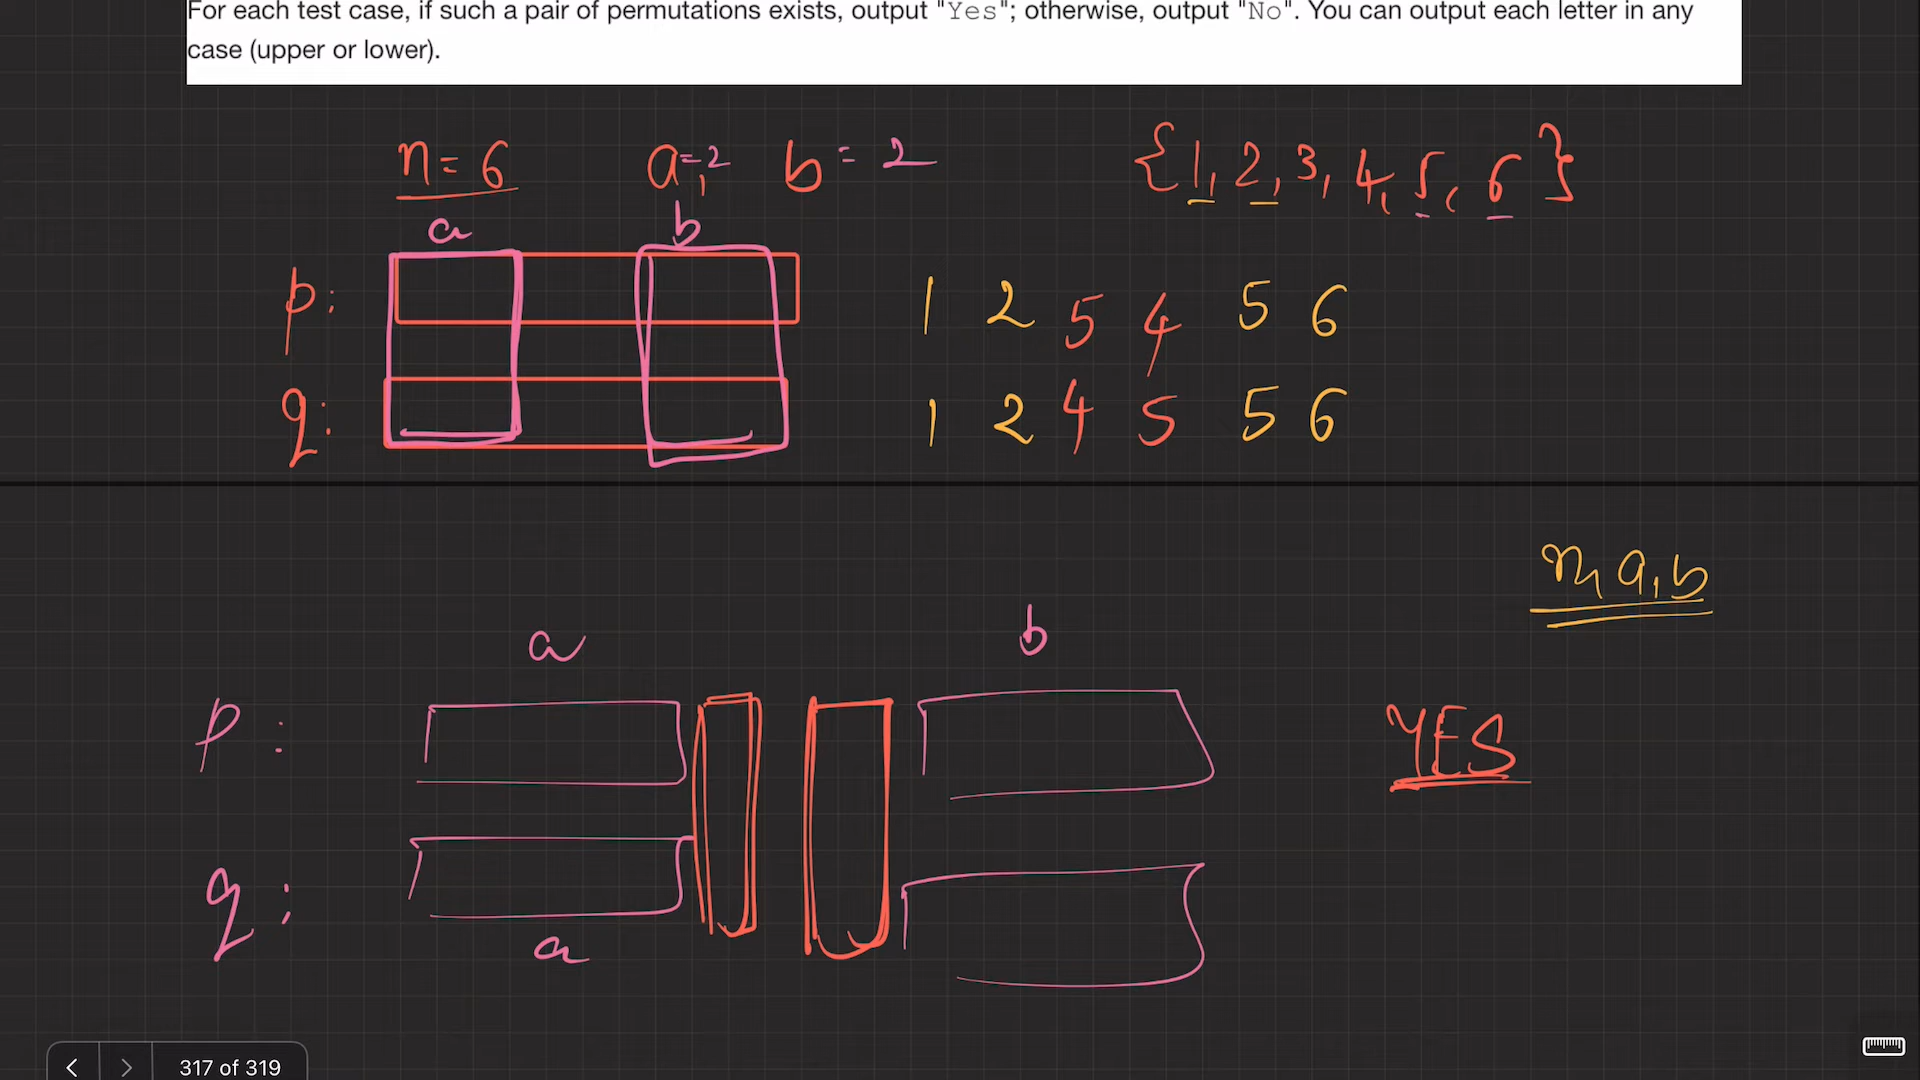 For each test case, if such a pair of permutations exists, output "Yes"; otherwise, output "No". You can output each letter in any
case (upper or lower).
n = 6 a = 2, b = 2 {1, 2, 3, 4, 5, 6}
a b
p: 1 2 5 4 5 6
q: 1 2 4 5 5 6
n, a, b
a b
p: YES
q:
a
317 of 319